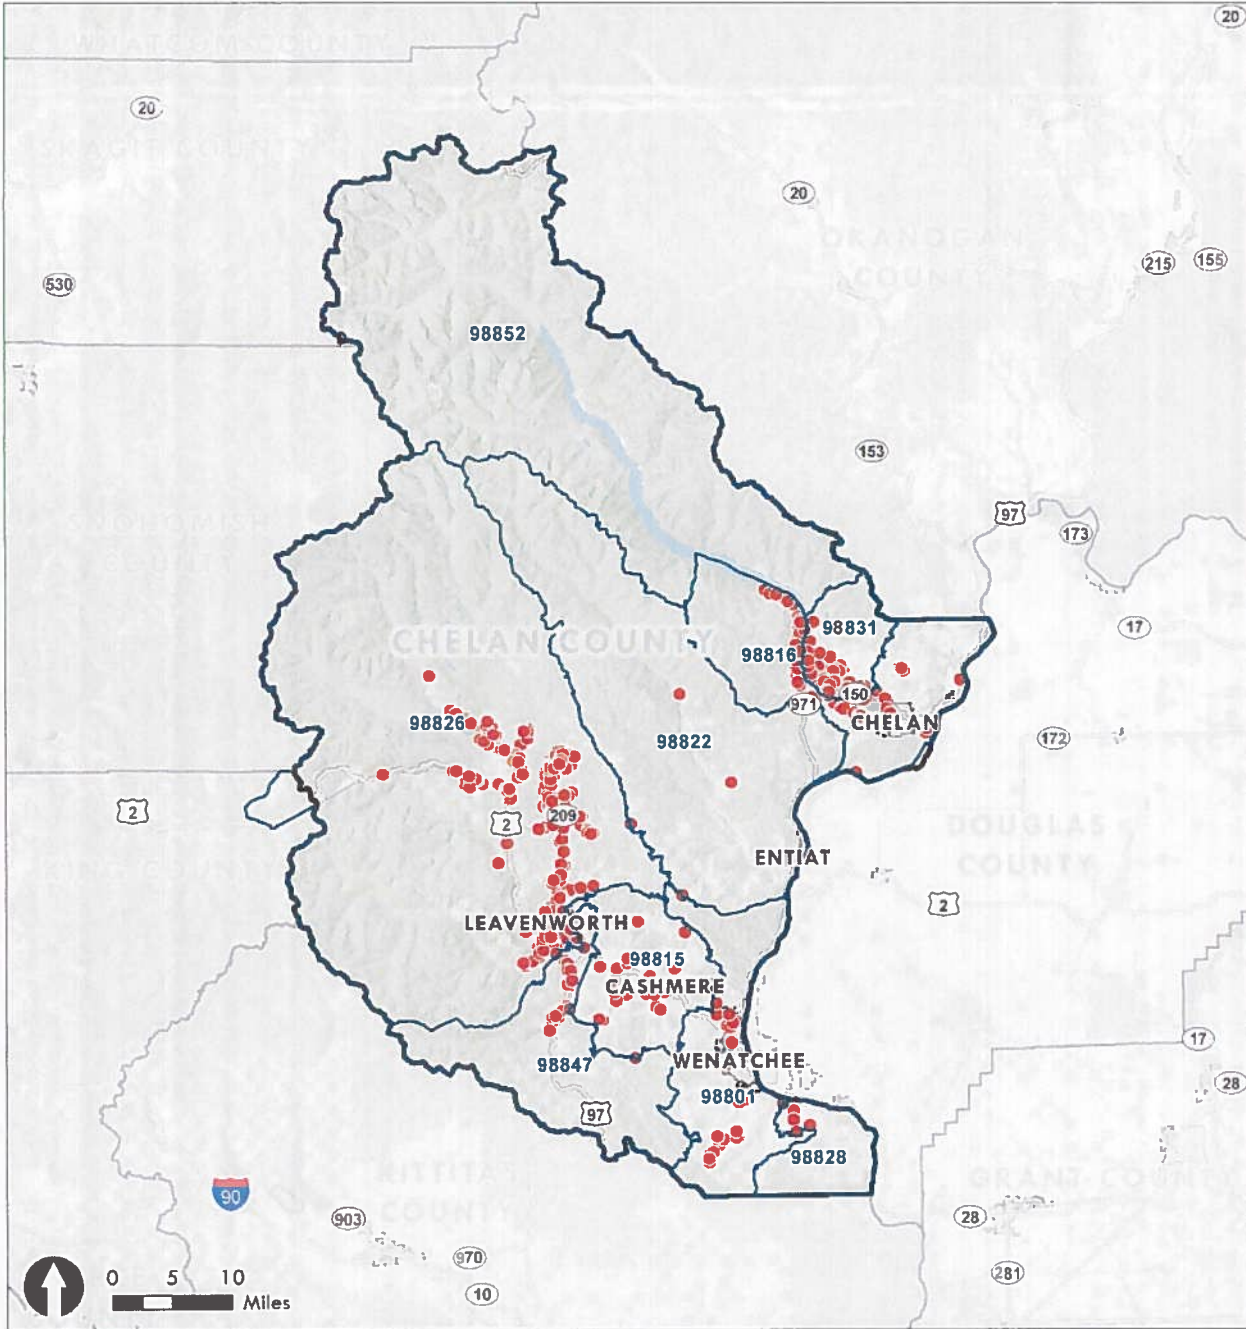 20
WHATCOM COUNTY
20
SKAGIT COUNTY
20
OKANOGAN
COUNTY
215
155
530
98852
153
97
173
SNOHOMISH
COUNTY
17
98831
CHELAN COUNTY
98816
150
971
CHELAN
98826
98822
172
2
209
2
DOUGLAS
COUNTY
ENTIAT
KING COUNTY
2
LEAVENWORTH
98815
CASHMERE
17
WENATCHEE
98847
28
98801
97
98828
KITTITAS
COUNTY
GRANT COUNTY
90
903
28
970
281
10
0 5 10
Miles